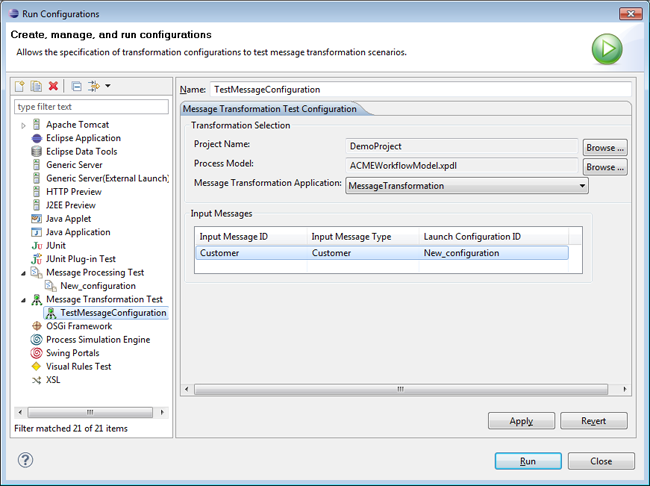 Run Configurations
Create, manage, and run configurations
Allows the specification of transformation configurations to test message transformation scenarios.
type filter text
Apache Tomcat
Eclipse Application
Eclipse Data Tools
Generic Server
Generic Server(External Launch)
HTTP Preview
J2EE Preview
Java Applet
Java Application
JUnit
JUnit Plug-in Test
Message Processing Test
New_configuration
Message Transformation Test
TestMessageConfiguration
OSGi Framework
Process Simulation Engine
Swing Portals
Visual Rules Test
XSL
Filter matched 21 of 21 items
Name: TestMessageConfiguration
Message Transformation Test Configuration
Transformation Selection
Project Name: DemoProject Browse ...
Process Model: ACMEWorkflowModel.xpdl Browse ...
Message Transformation Application: MessageTransformation
Input Messages
Input Message ID Input Message Type Launch Configuration ID
Customer Customer New_configuration
Apply Revert
Run Close